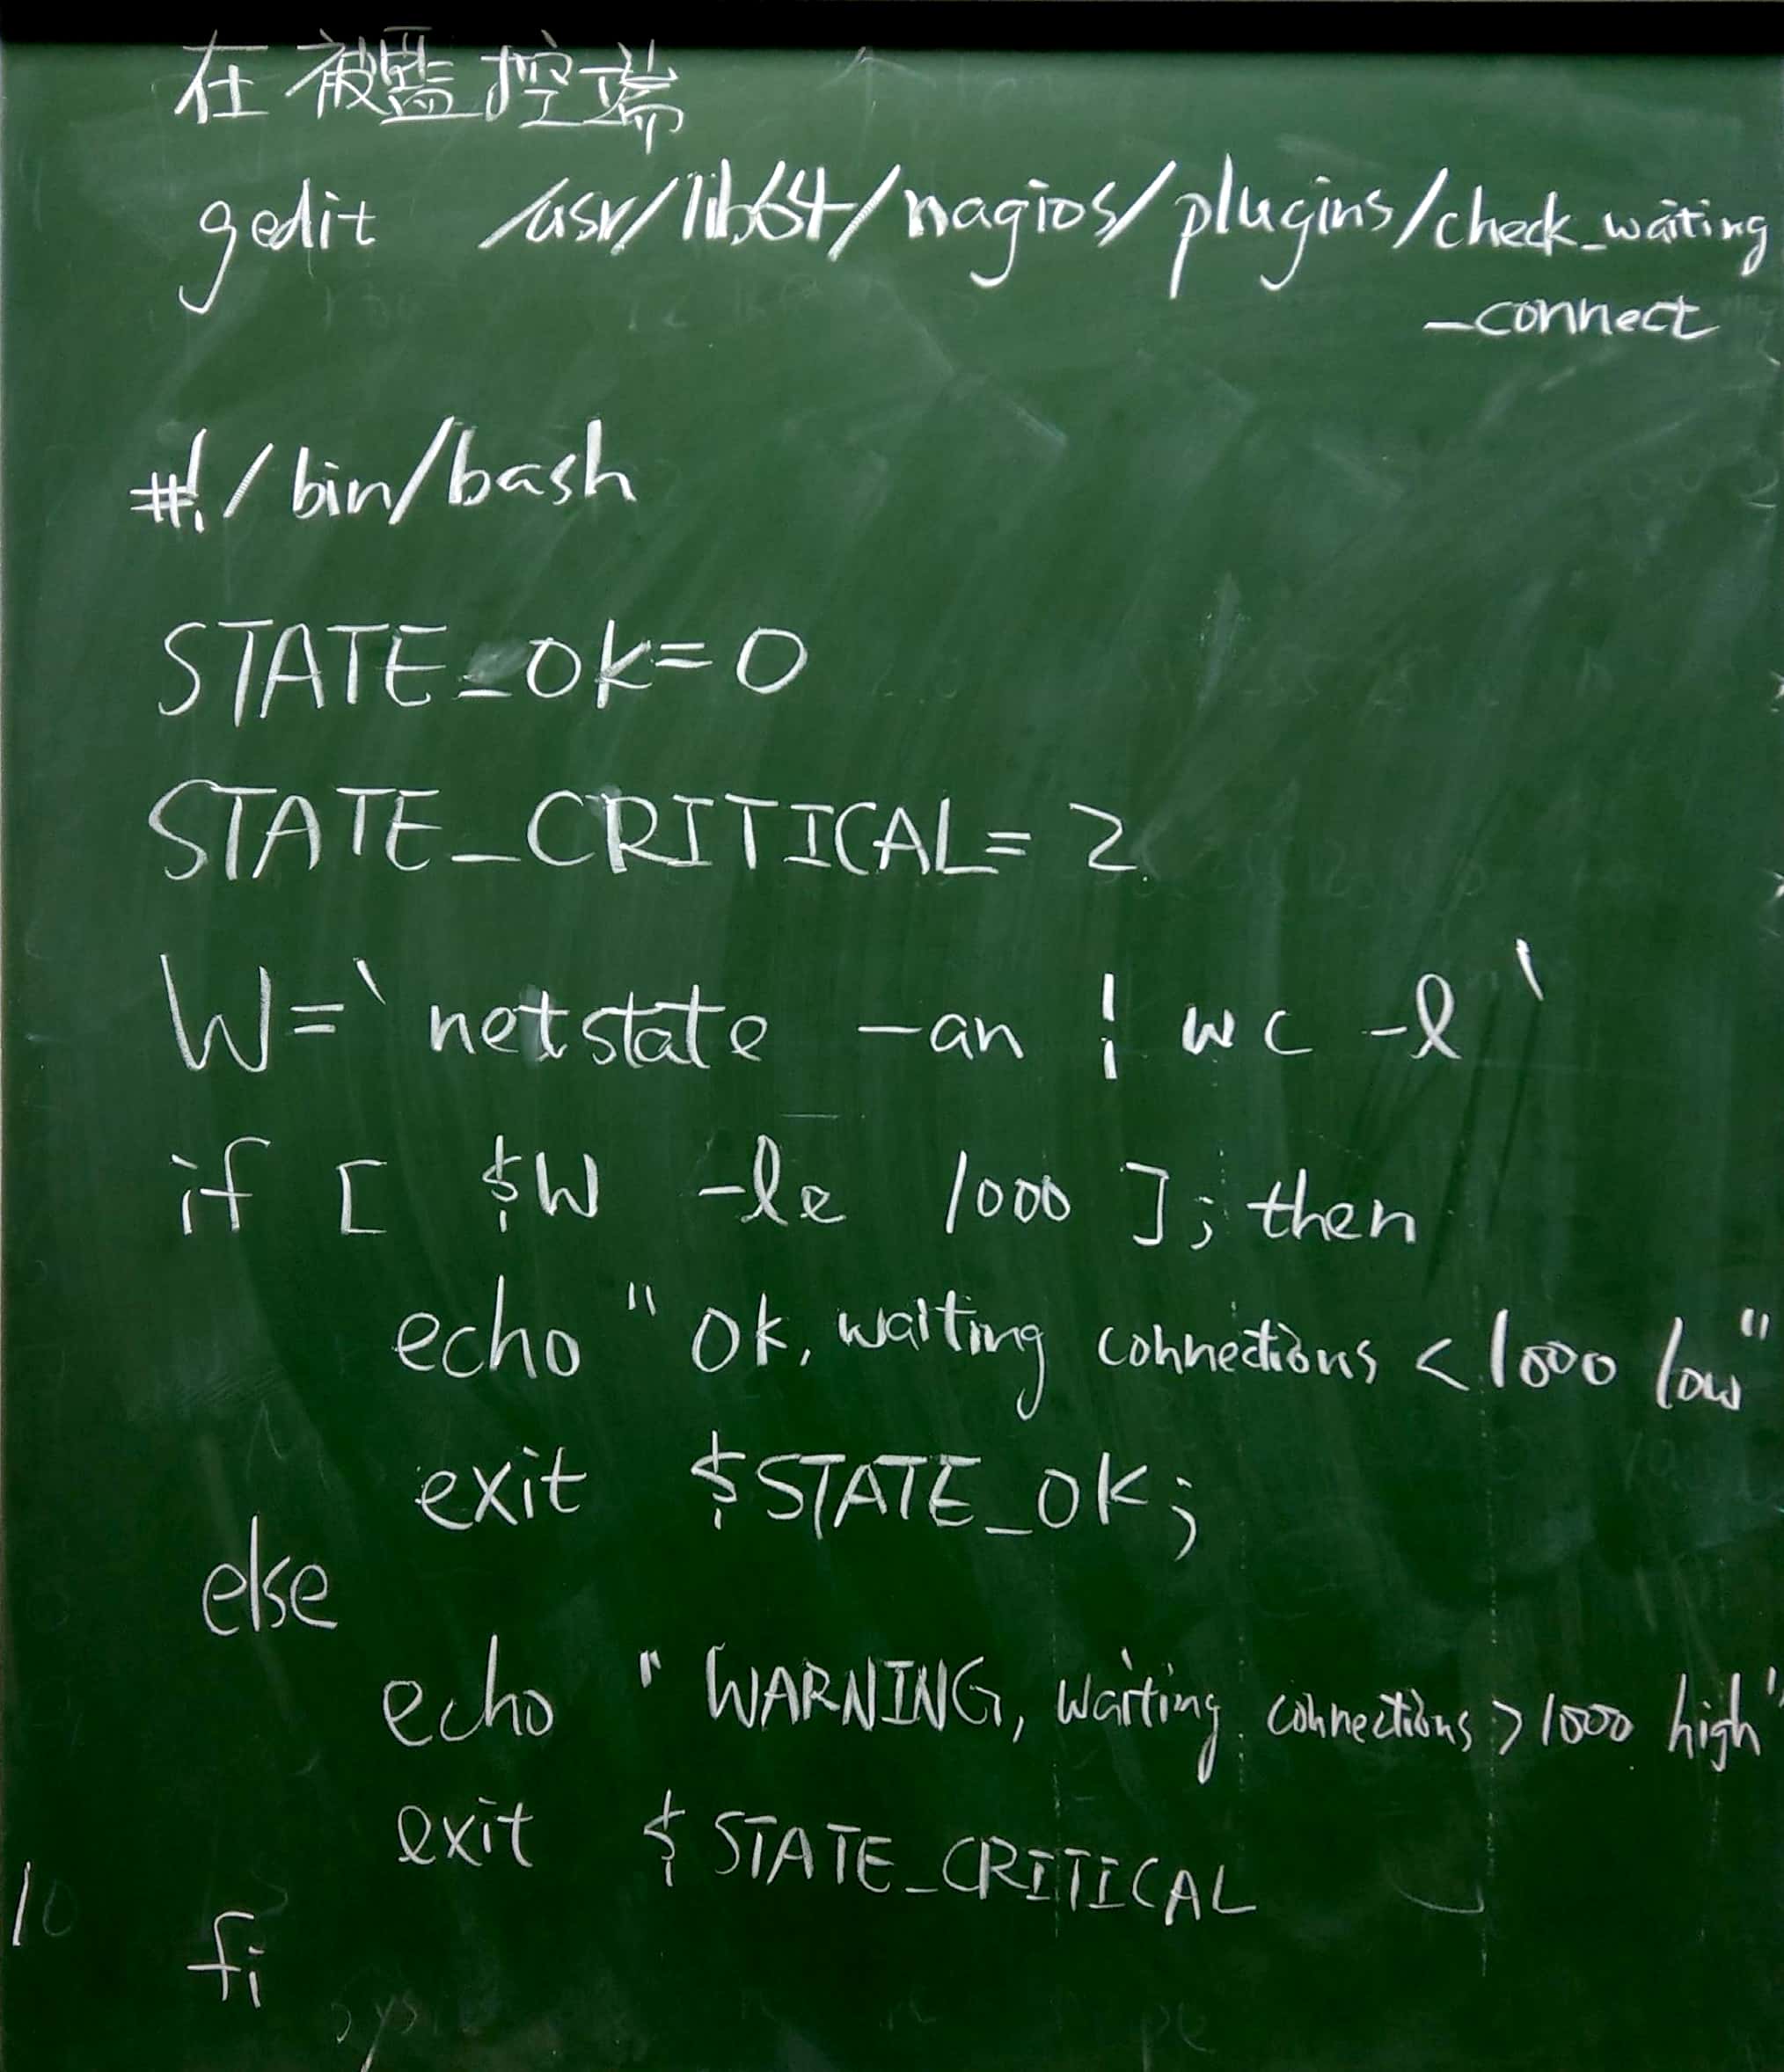 在被監控端
gedit /usr/lib64/nagios/plugins/check_waiting
_connect
#!/bin/bash
STATE_OK=0
STATE_CRITICAL=2
W=`netstate -an | wc -l`
if [ $W -le 1000 ]; then
echo "OK, waiting connections < 1000 low"
exit $STATE_OK;
else
echo "WARNING, waiting connections > 1000 high"
exit $STATE_CRITICAL
fi
10